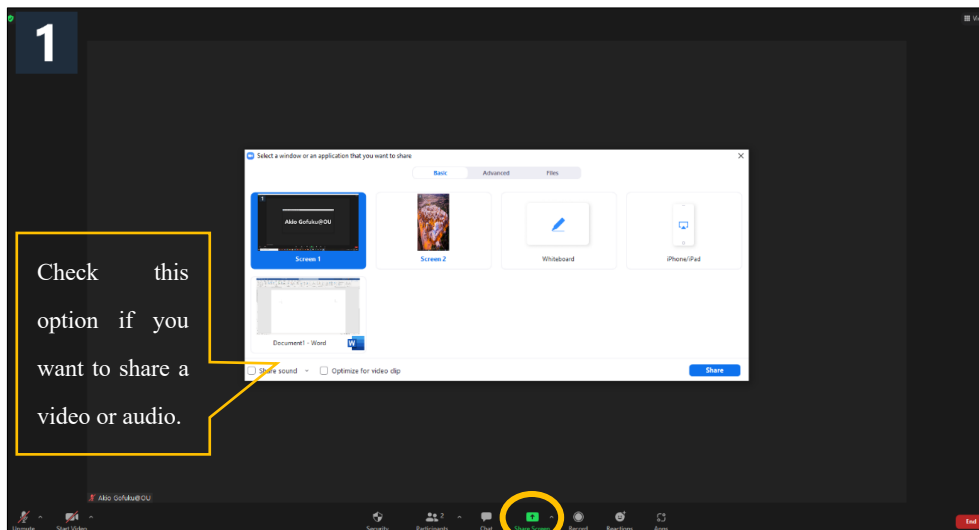 1
Vie
Select a window or an application that you want to share
Basic Advanced Files
1
Akio Gofuku@OU
Screen 1
Screen 2
Whiteboard
iPhone/iPad
Document1 - Word
Share sound Optimize for video clip
Share
Check this
option if you
want to share a
video or audio.
Akio Gofuku@OU
2
Unmute Start Video Security Participants Chat Share Screen Record Reactions Apps
End